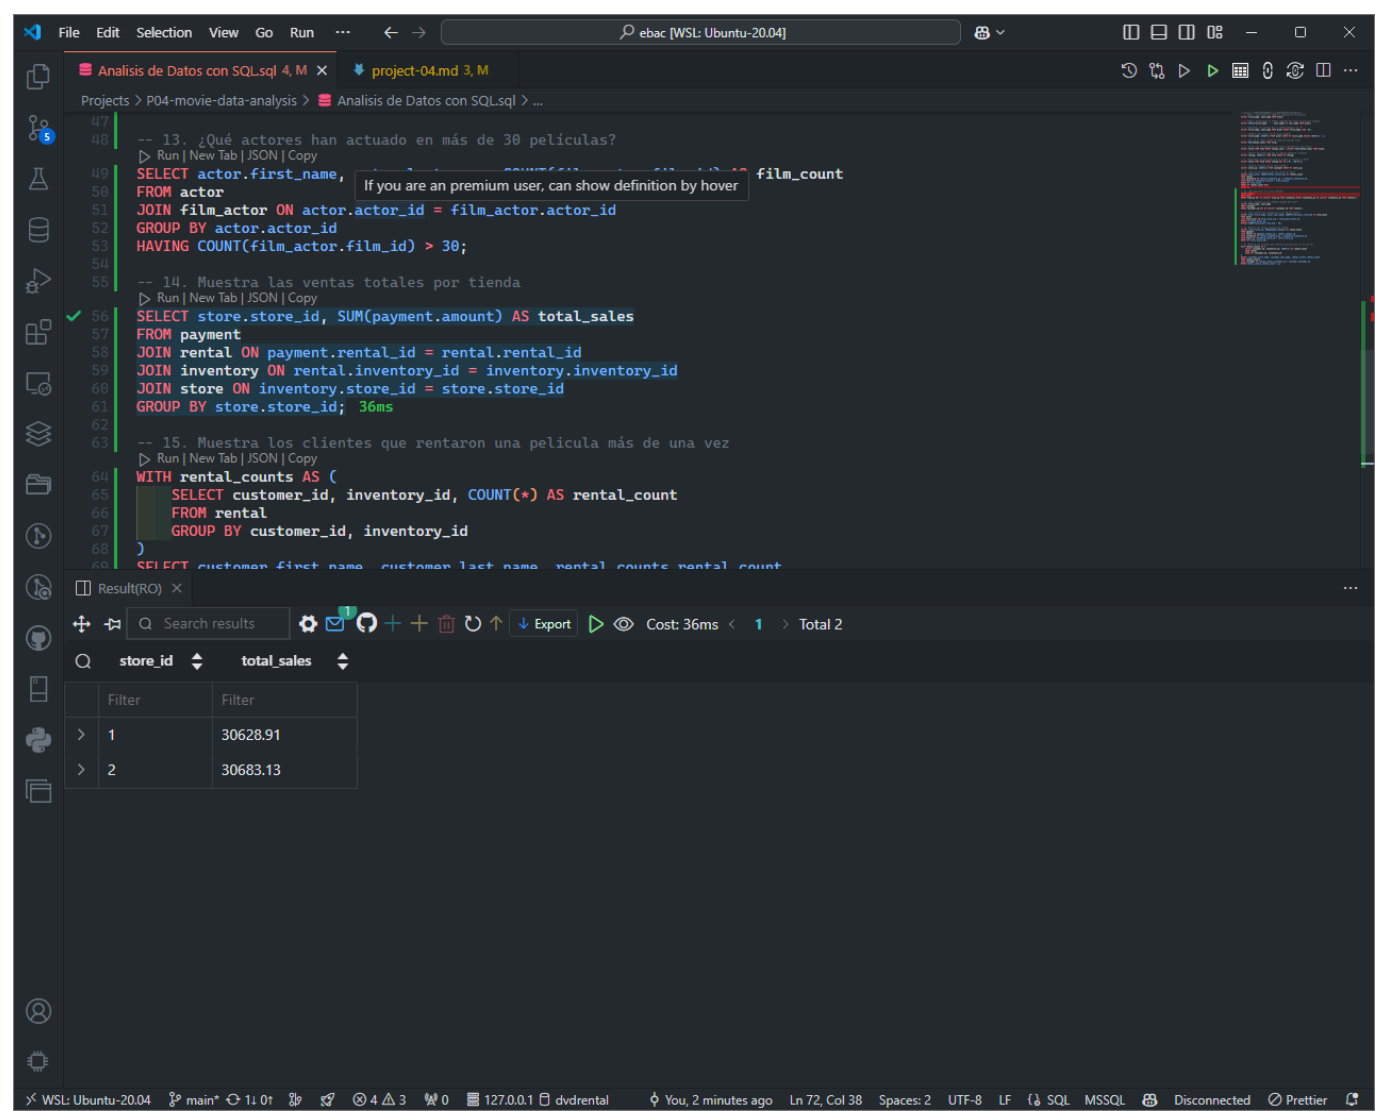 File Edit Selection View Go Run ··· ebac [WSL: Ubuntu-20.04]
Analisis de Datos con SQL.sql 4, M project-04.md 3, M
Projects > P04-movie-data-analysis > Analisis de Datos con SQL.sql > ...
47
48 -- 13. ¿Qué actores han actuado en más de 30 películas?
Run | New Tab | JSON | Copy
49 SELECT actor.first_name, film_count
If you are an premium user, can show definition by hover
50 FROM actor
51 JOIN film_actor ON actor.actor_id = film_actor.actor_id
52 GROUP BY actor.actor_id
53 HAVING COUNT(film_actor.film_id) > 30;
54
55 -- 14. Muestra las ventas totales por tienda
Run | New Tab | JSON | Copy
56 SELECT store.store_id, SUM(payment.amount) AS total_sales
57 FROM payment
58 JOIN rental ON payment.rental_id = rental.rental_id
59 JOIN inventory ON rental.inventory_id = inventory.inventory_id
60 JOIN store ON inventory.store_id = store.store_id
61 GROUP BY store.store_id; 36ms
62
63 -- 15. Muestra los clientes que rentaron una pelicula más de una vez
Run | New Tab | JSON | Copy
64 WITH rental_counts AS (
65 SELECT customer_id, inventory_id, COUNT(*) AS rental_count
66 FROM rental
67 GROUP BY customer_id, inventory_id
68 )
69 SELECT customer.first_name, customer.last_name, rental_counts.rental_count
Result(RO)
Search results 1 Export Cost: 36ms < 1 > Total 2
store_id total_sales
Filter Filter
1 30628.91
2 30683.13
5
WSL: Ubuntu-20.04 main* 1↓ 0↑ 4 3 0 127.0.0.1 dvdrental You, 2 minutes ago Ln 72, Col 38 Spaces: 2 UTF-8 LF SQL MSSQL Disconnected Prettier